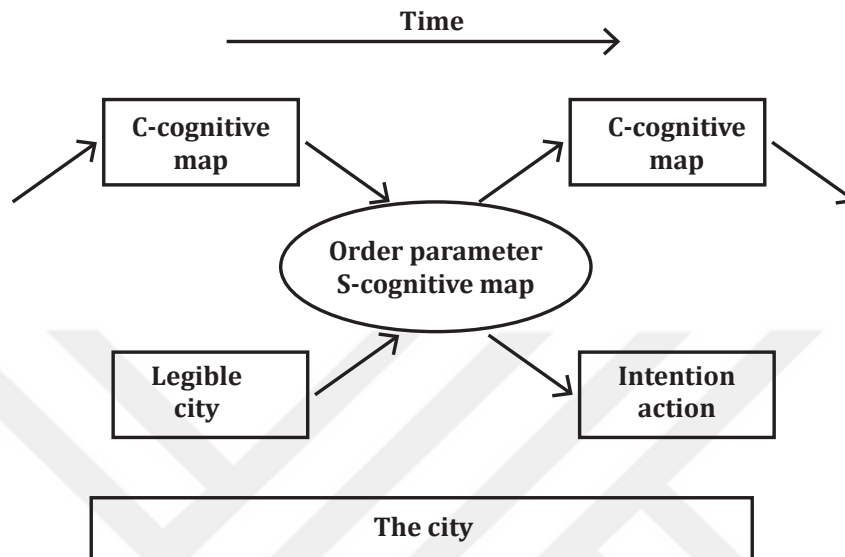 Time
C-cognitive
map
C-cognitive
map
Order parameter
S-cognitive map
Legible
city
Intention
action
The city